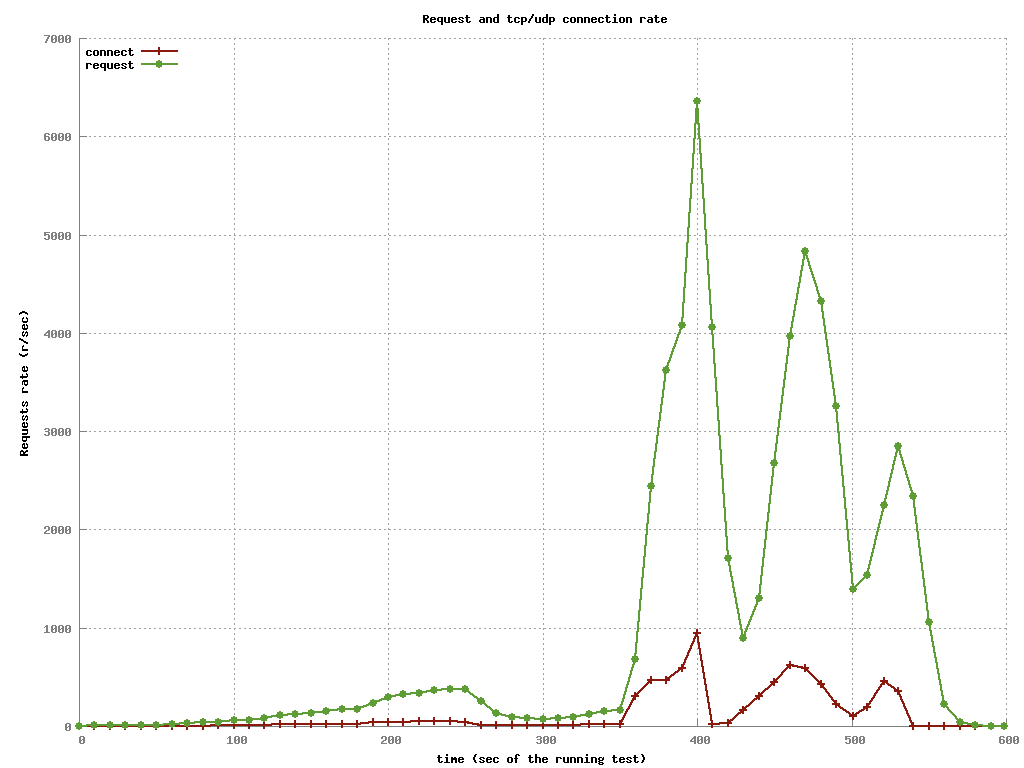 Request and tcp/udp connection rate
7000
connect
request
6000
5000
4000
Requests rate (r/sec)
3000
2000
1000
0
0 100 200 300 400 500 600
time (sec of the running test)